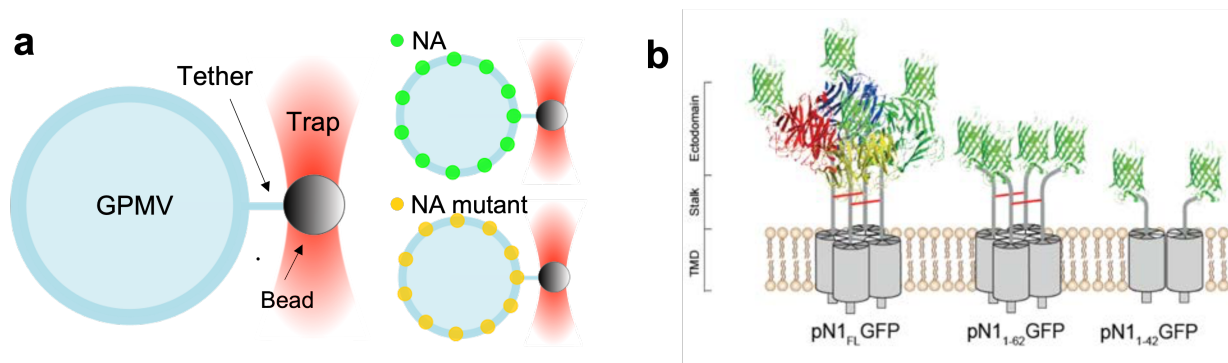 a
Tether
Trap
GPMV
Bead
NA
NA mutant
b
Ectodomain
Stalk
TMD
pN1FLGFP
pN11-62GFP
pN11-42GFP